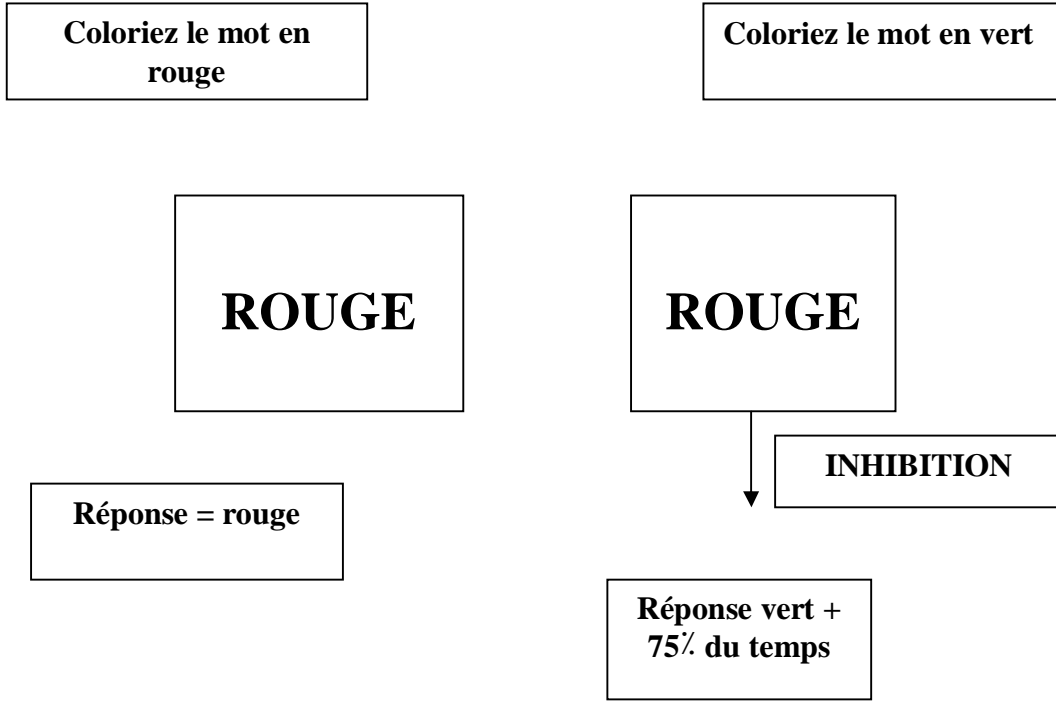 Coloriez le mot en
rouge
Coloriez le mot en vert
ROUGE
ROUGE
INHIBITION
Réponse = rouge
Réponse vert +
75٪ du temps